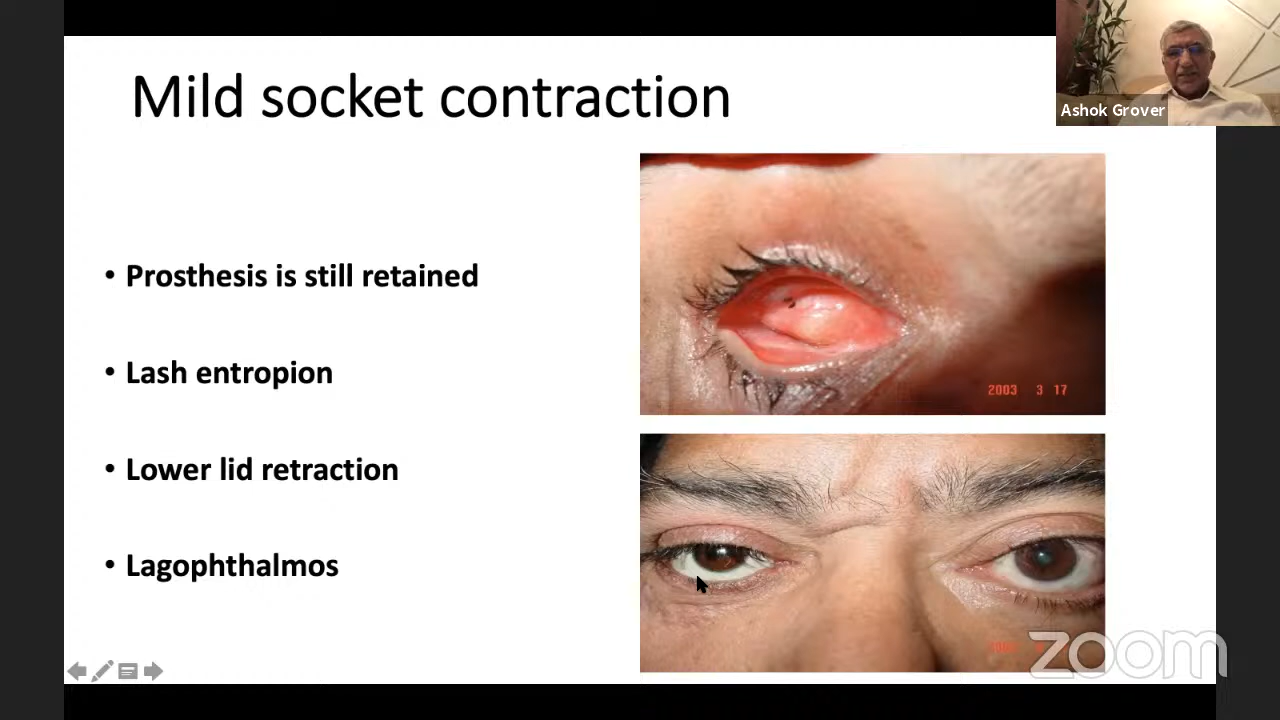 Mild socket contraction
Ashok Grover
• Prosthesis is still retained
• Lash entropion
• Lower lid retraction
• Lagophthalmos
2003 3 17
zoom